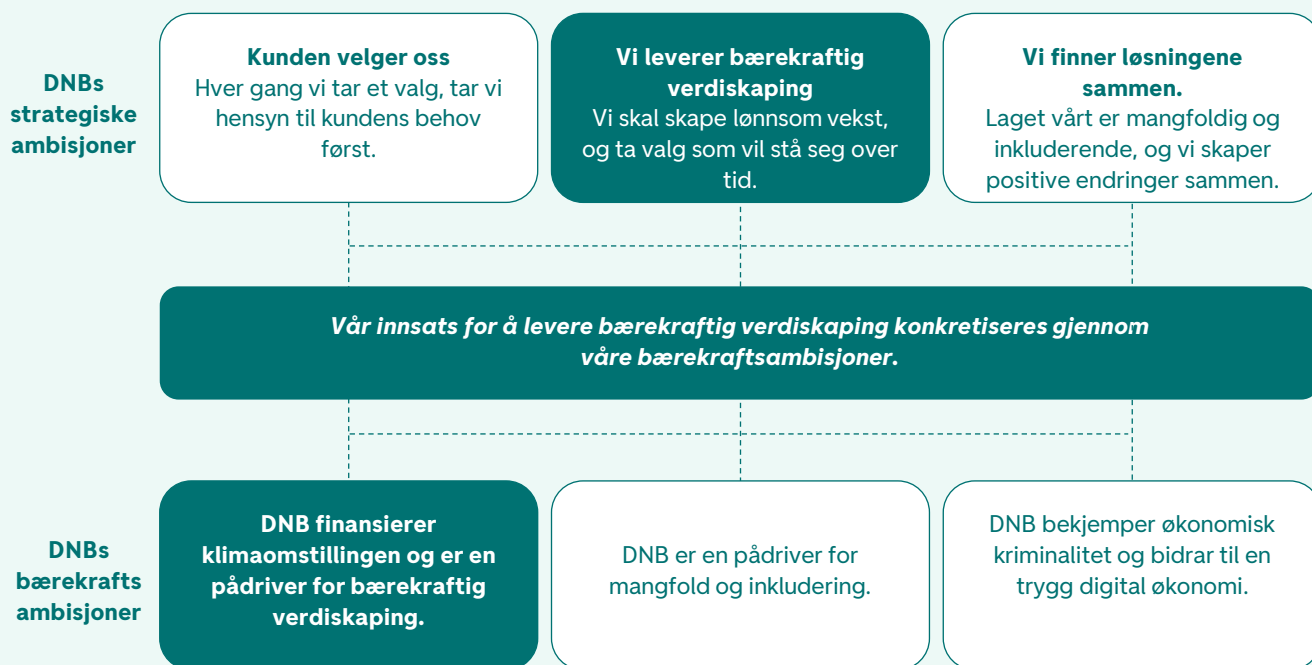 DNBs
strategiske
ambisjoner
Kunden velger oss
Hver gang vi tar et valg, tar vi
hensyn til kundens behov
først.
Vi leverer bærekraftig
verdiskaping
Vi skal skape lønnsom vekst,
og ta valg som vil stå seg over
tid.
Vi finner løsningene
sammen.
Laget vårt er mangfoldig og
inkluderende, og vi skaper
positive endringer sammen.
Vår innsats for å levere bærekraftig verdiskaping konkretiseres gjennom
våre bærekraftsambisjoner.
DNBs
bærekrafts
ambisjoner
DNB finansierer
klimaomstillingen og er en
pådriver for bærekraftig
verdiskaping.
DNB er en pådriver for
mangfold og inkludering.
DNB bekjemper økonomisk
kriminalitet og bidrar til en
trygg digital økonomi.